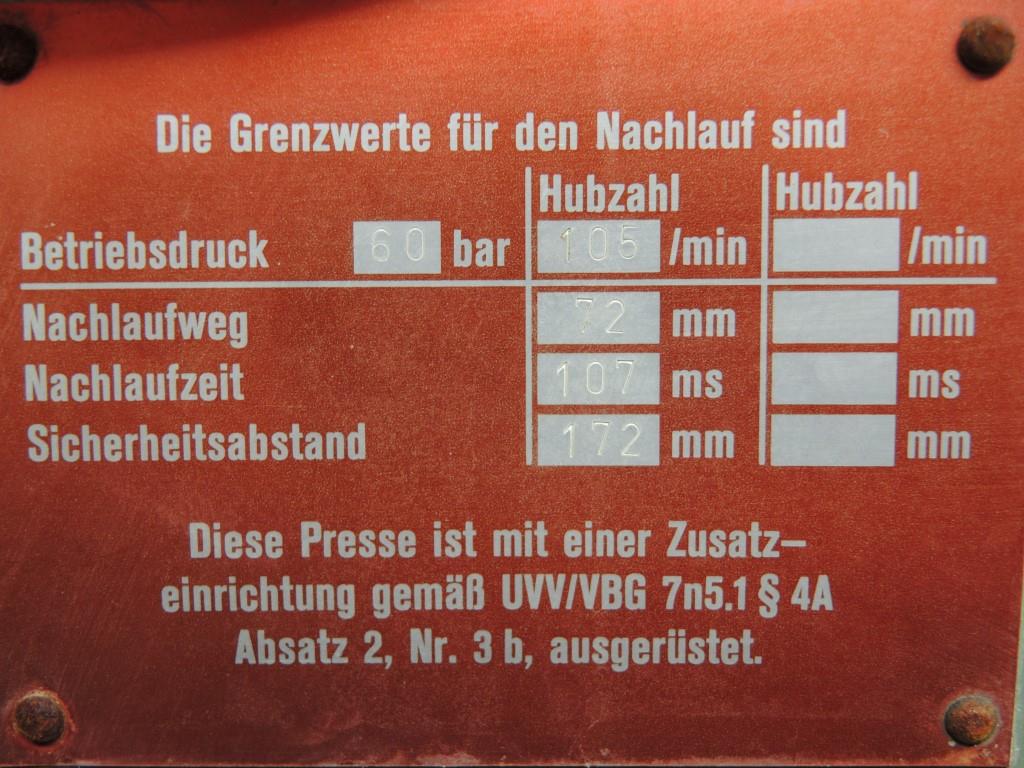 Die Grenzwerte für den Nachlauf sind
Hubzahl Hubzahl
Betriebsdruck 60 bar 105 /min /min
Nachlaufweg 72 mm mm
Nachlaufzeit 107 ms ms
Sicherheitsabstand 172 mm mm
Diese Presse ist mit einer Zusatz-
einrichtung gemäß UVV/VBG 7n5.1 § 4A
Absatz 2, Nr. 3 b, ausgerüstet.